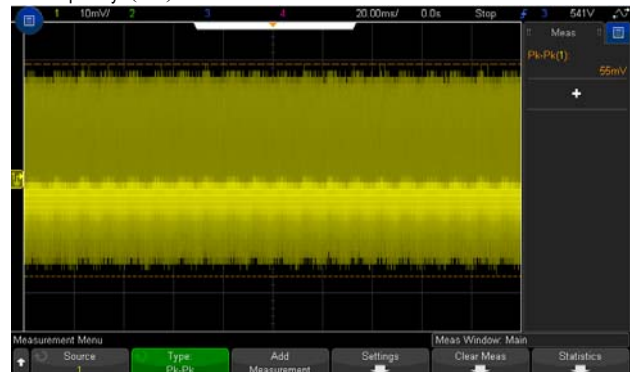 1 10mV/ 2 3 4 20.00ms/ 0.0s Stop 3 541V
Meas
Pk-Pk(1):
55mV
+
Measurement Menu Meas Window: Main
Source Type: Add Settings Clear Meas Statistics
1 Pk-Pk Measurement